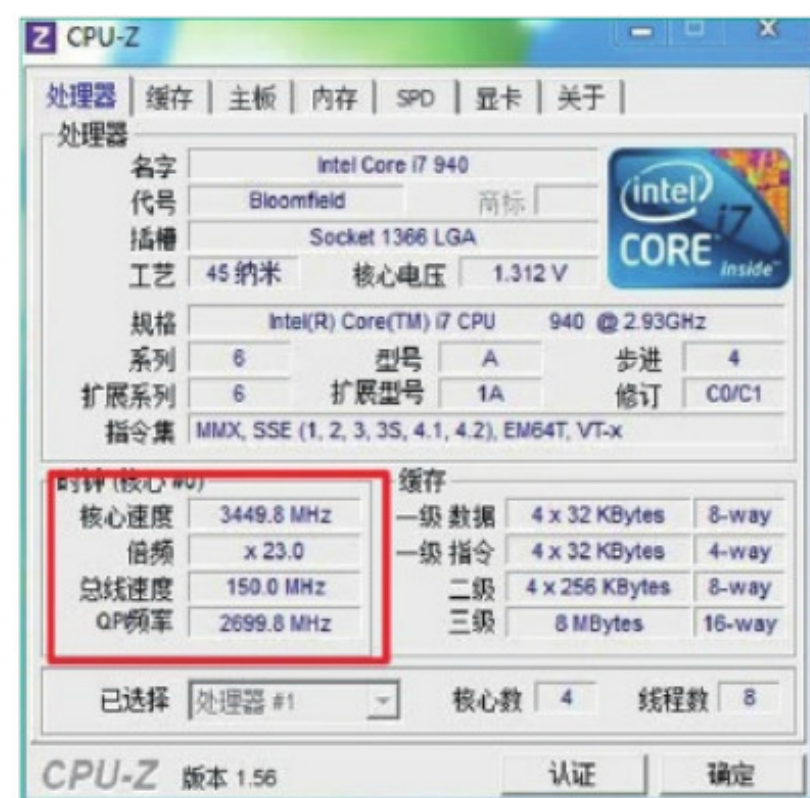 CPU-Z
处理器 缓存 主板 内存 SPD 显卡 关于
处理器
名字 Intel Core i7 940
代号 Bloomfield 商标
插槽 Socket 1366 LGA
工艺 45 纳米 核心电压 1.312 V
intel i7
CORE inside
规格 Intel(R) Core(TM) i7 CPU 940 @ 2.93GHz
系列 6 型号 A 步进 4
扩展系列 6 扩展型号 1A 修订 C0/C1
指令集 MMX, SSE (1, 2, 3, 3S, 4.1, 4.2), EM64T, VT-x
时钟 (核心 #0) 缓存
核心速度 3449.8 MHz 一级 数据 4 x 32 KBytes 8-way
倍频 x 23.0 一级 指令 4 x 32 KBytes 4-way
总线速度 150.0 MHz 二级 4 x 256 KBytes 8-way
QPI频率 2699.8 MHz 三级 8 MBytes 16-way
已选择 处理器 #1 核心数 4 线程数 8
CPU-Z 版本 1.56 认证 确定